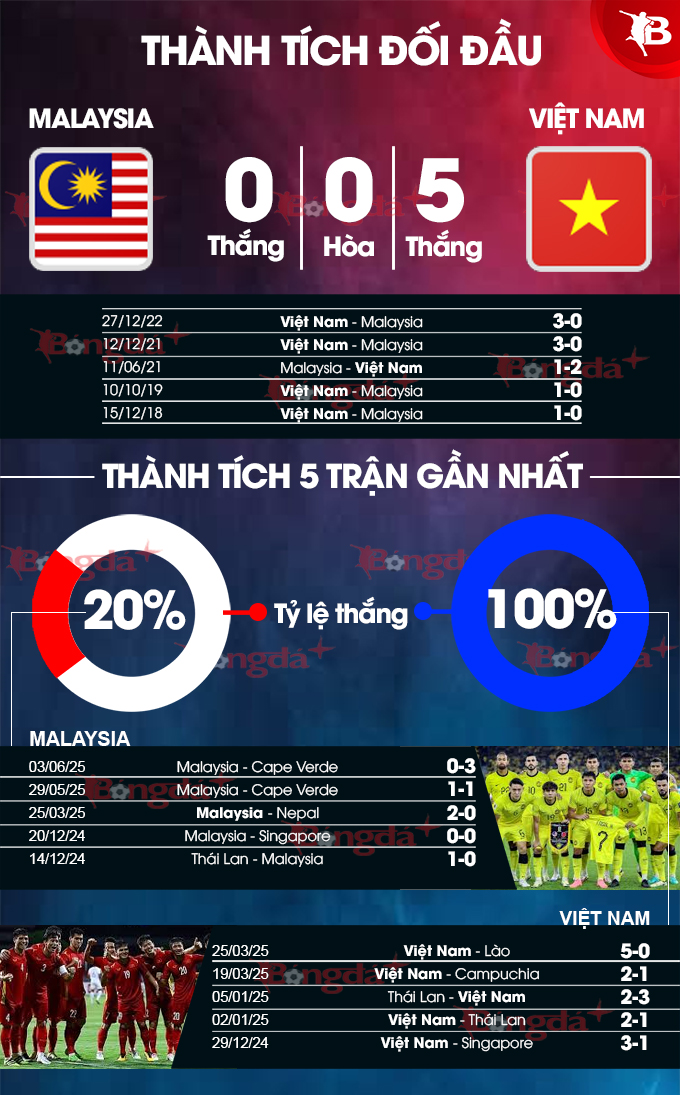 B
THÀNH TÍCH ĐỐI ĐẦU
MALAYSIA
VIỆT NAM
0 0 5
Thắng Hòa Thắng
27/12/22 Việt Nam - Malaysia 3-0
12/12/21 Việt Nam - Malaysia 3-0
11/06/21 Malaysia - Việt Nam 1-2
10/10/19 Việt Nam - Malaysia 1-0
15/12/18 Việt Nam - Malaysia 1-0
THÀNH TÍCH 5 TRẬN GẦN NHẤT
20% Tỷ lệ thắng 100%
MALAYSIA
03/06/25 Malaysia - Cape Verde 0-3
29/05/25 Malaysia - Cape Verde 1-1
25/03/25 Malaysia - Nepal 2-0
20/12/24 Malaysia - Singapore 0-0
14/12/24 Thái Lan - Malaysia 1-0
VIỆT NAM
25/03/25 Việt Nam - Lào 5-0
19/03/25 Việt Nam - Campuchia 2-1
05/01/25 Thái Lan - Việt Nam 2-3
02/01/25 Việt Nam - Thái Lan 2-1
29/12/24 Việt Nam - Singapore 3-1
Bóngdá+